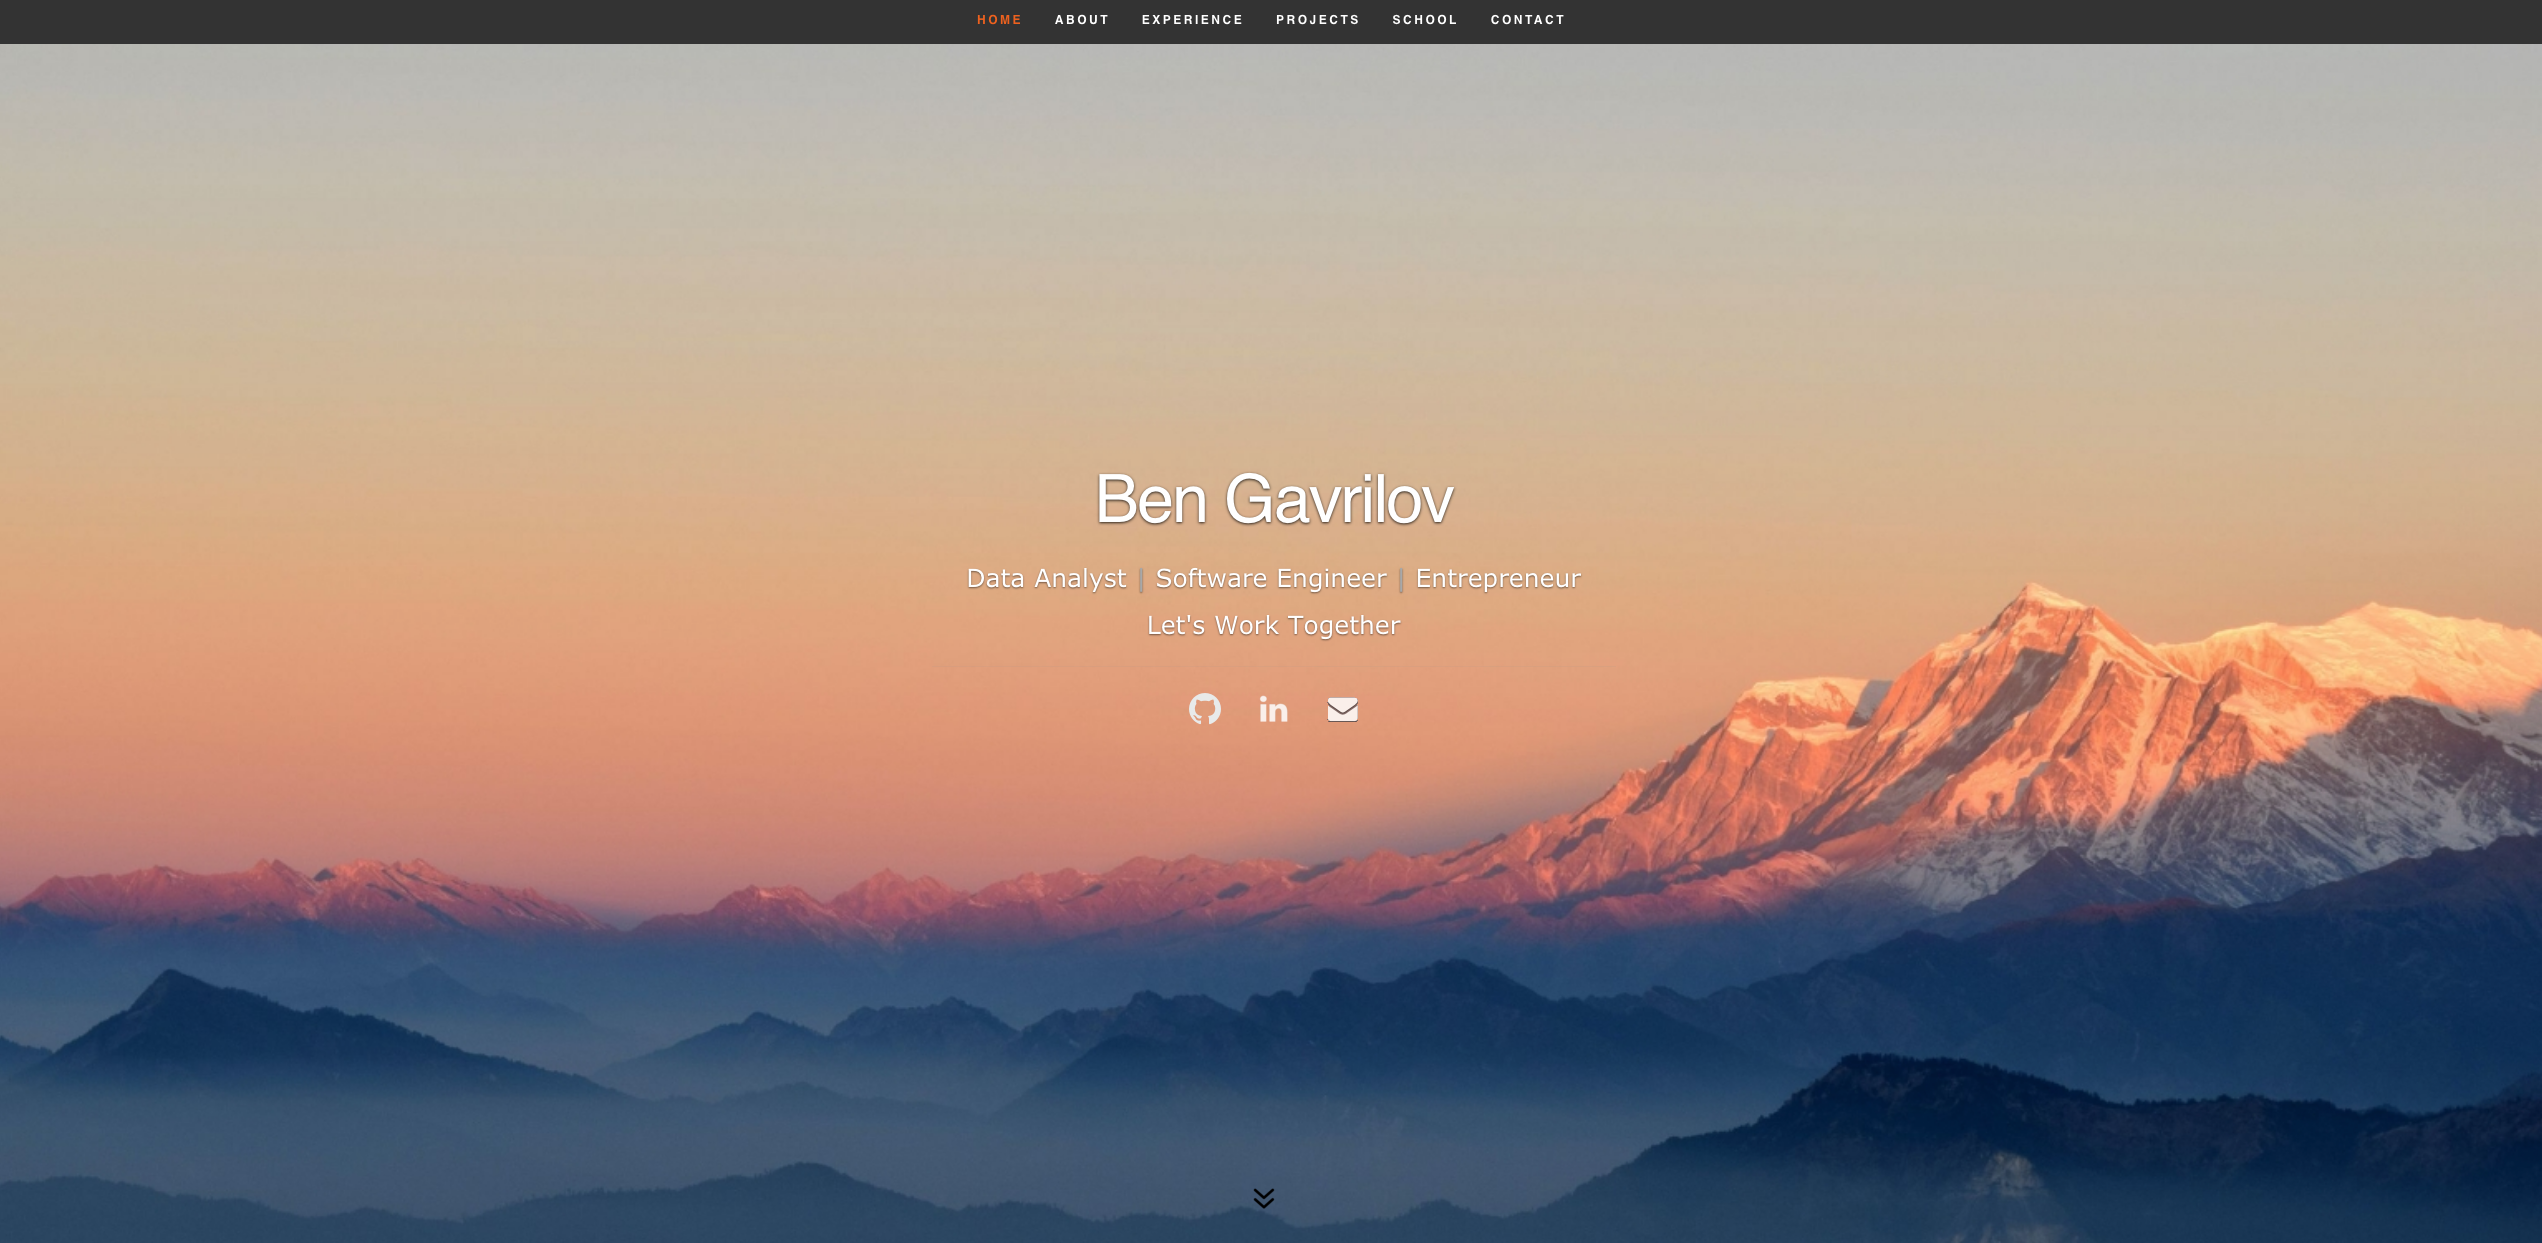 HOME ABOUT EXPERIENCE PROJECTS SCHOOL CONTACT
Ben Gavrilov
Data Analyst | Software Engineer | Entrepreneur
Let's Work Together
in